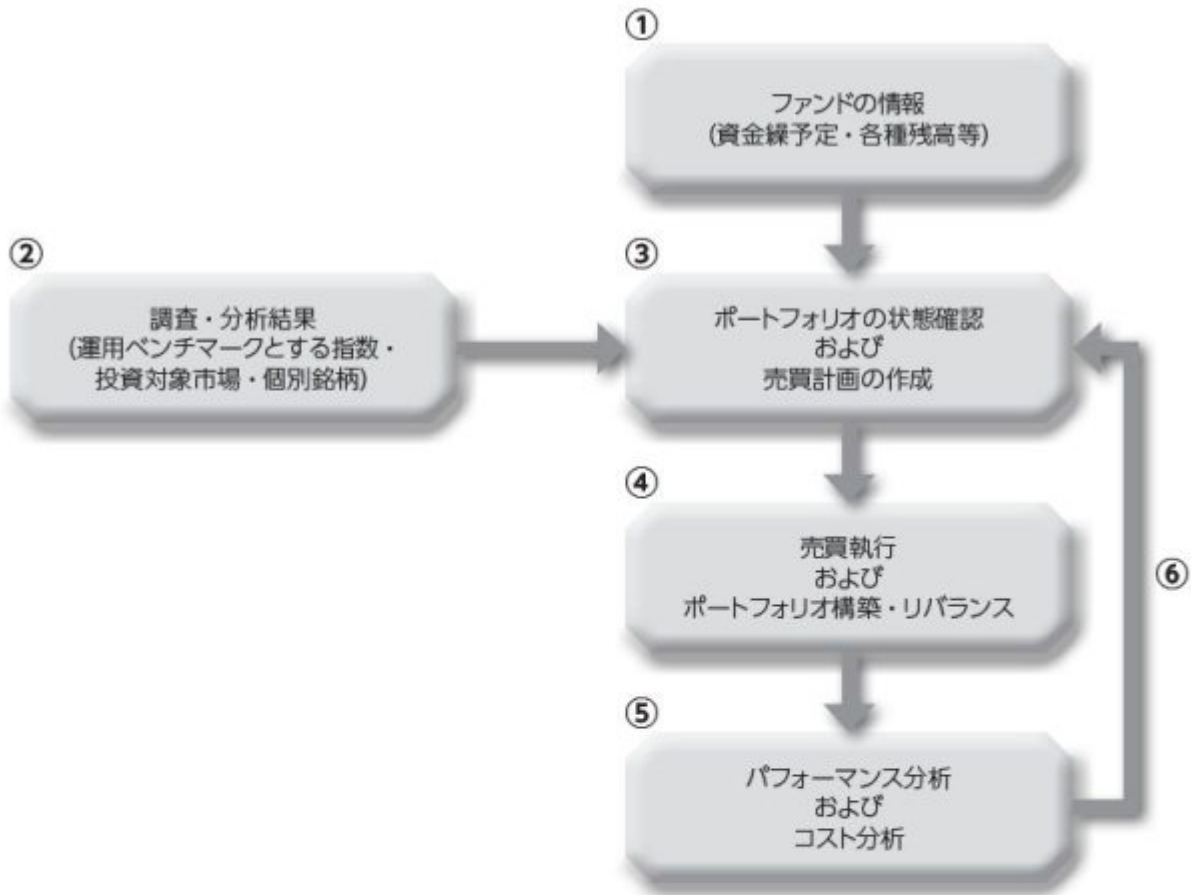 ①
ファンドの情報
(資金繰予定・各種残高等)
②
調査・分析結果
(運用ベンチマークとする指数・
投資対象市場・個別銘柄)
③
ポートフォリオの状態確認
および
売買計画の作成
④
売買執行
および
ポートフォリオ構築・リバランス
⑥
⑤
パフォーマンス分析
および
コスト分析